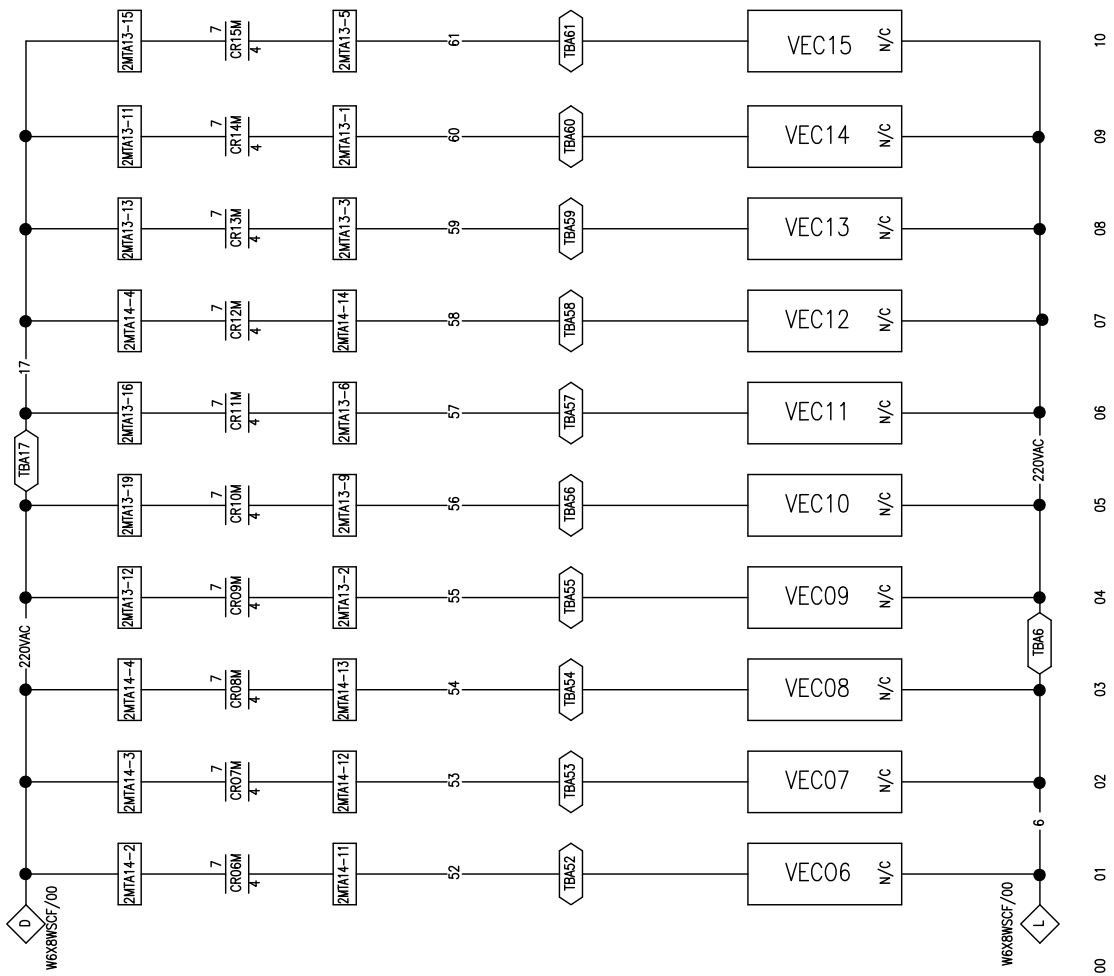 2MTA13-15 7 CR15M 4 2MTA13-5 61 TBA61 VEC15 N/C 10
2MTA13-11 7 CR14M 4 2MTA13-1 60 TBA60 VEC14 N/C 09
2MTA13-13 7 CR13M 4 2MTA13-3 59 TBA59 VEC13 N/C 08
2MTA14-4 7 CR12M 4 2MTA14-14 58 TBA58 VEC12 N/C 07
17
2MTA13-16 7 CR11M 4 2MTA13-6 57 TBA57 VEC11 N/C 06
TBA17 220VAC
2MTA13-19 7 CR10M 4 2MTA13-9 56 TBA56 VEC10 N/C 05
2MTA13-12 7 CR09M 4 2MTA13-2 55 TBA55 VEC09 N/C 04
220VAC TBA6
2MTA14-4 7 CR08M 4 2MTA14-13 54 TBA54 VEC08 N/C 03
2MTA14-3 7 CR07M 4 2MTA14-12 53 TBA53 VEC07 N/C 02
6
2MTA14-2 7 CR06M 4 2MTA14-11 52 TBA52 VEC06 N/C 01
D W6X8WSCF/00 W6X8WSCF/00 L
00